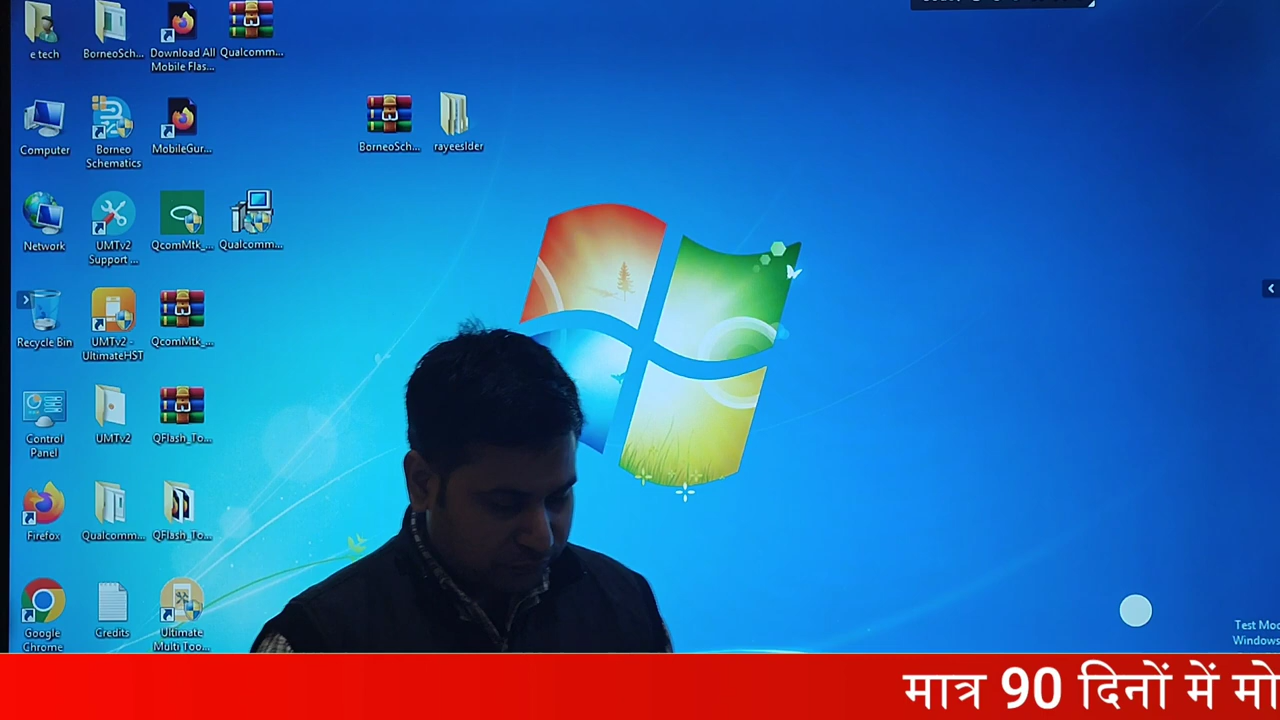 e tech
BorneoSch...
Download All
Mobile Flas...
Qualcomm...
Computer
Borneo
Schematics
MobileGur...
BorneoSch...
rayeeslder
Network
UMTv2
Support ...
QcomMtk_...
Qualcomm...
Recycle Bin
UMTv2 -
UltimateHST
QcomMtk_...
Control
Panel
UMTv2
QFlash_To...
Firefox
Qualcomm...
QFlash_To...
Google
Chrome
Credits
Ultimate
Multi Too...
Test Mod
Windows
मात्र 90 दिनों में मो